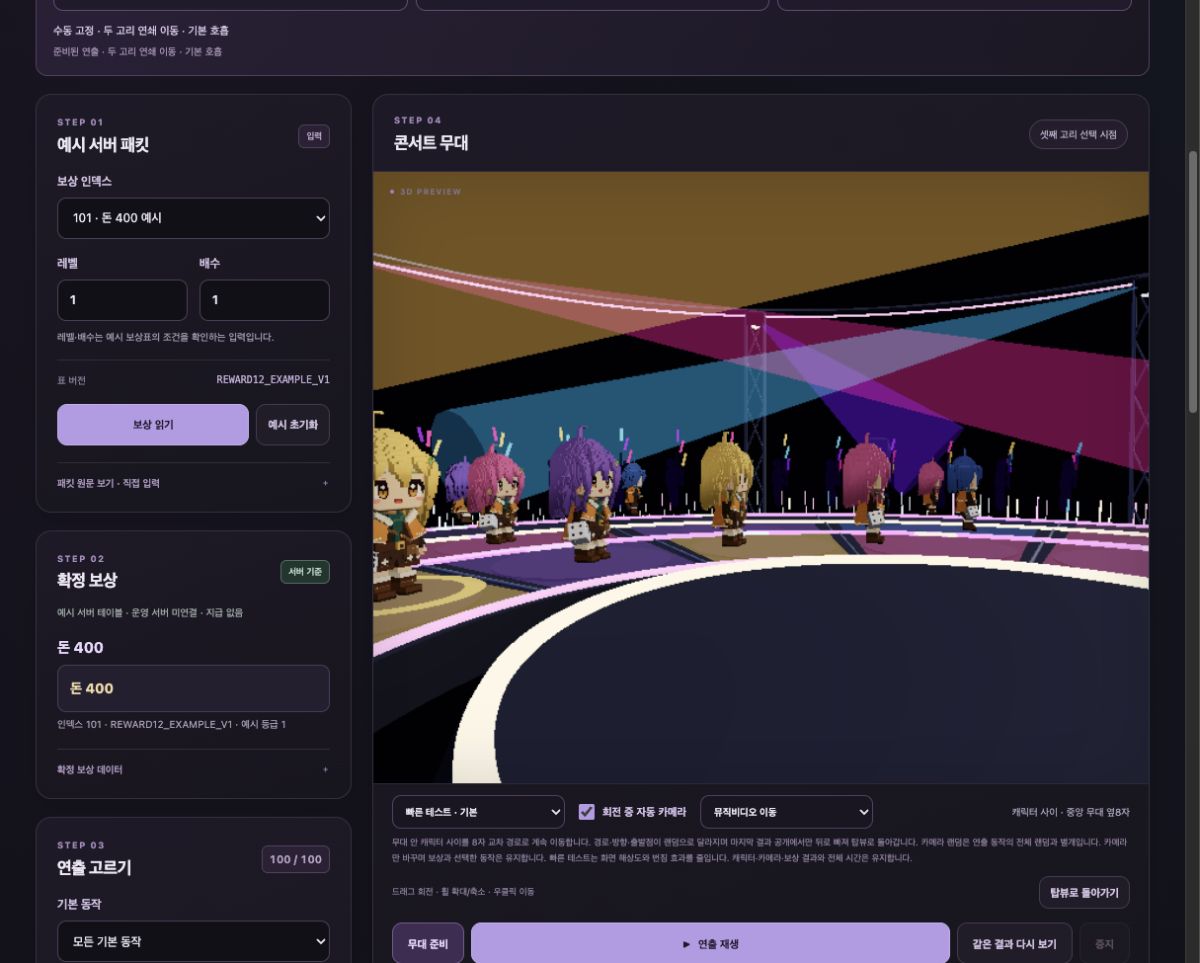 수동 고정 · 두 고리 연쇄 이동 · 기본 호흡
준비된 연출 · 두 고리 연쇄 이동 · 기본 호흡
STEP 01
예시 서버 패킷
입력
보상 인덱스
101 · 돈 400 예시
레벨
배수
1
1
레벨·배수는 예시 보상표의 조건을 확인하는 입력입니다.
표 버전
REWARD12_EXAMPLE_V1
보상 읽기
예시 초기화
패킷 원문 보기 · 직접 입력
+
STEP 02
확정 보상
서버 기준
예시 서버 테이블 · 운영 서버 미연결 · 지급 없음
돈 400
돈 400
인덱스 101 · REWARD12_EXAMPLE_V1 · 예시 등급 1
확정 보상 데이터
+
STEP 03
연출 고르기
100 / 100
기본 동작
모든 기본 동작
STEP 04
콘서트 무대
셋째 고리 선택 시점
3D PREVIEW
빠른 테스트 · 기본
회전 중 자동 카메라
뮤직비디오 이동
캐릭터 사이 · 중앙 무대 옆8자
무대 안 캐릭터 사이를 8자 교차 경로로 계속 이동합니다. 경로·방향·출발점이 랜덤으로 달라지며 마지막 결과 공개에서만 뒤로 빠져 탑뷰로 돌아갑니다. 카메라 랜덤은 연출 동작의 전체 랜덤과 별개입니다. 카메라
만 바꾸며 보상과 선택한 동작은 유지합니다. 빠른 테스트는 화면 해상도와 번짐 효과를 줄입니다. 캐릭터·카메라·보상 결과와 전체 시간은 유지합니다.
드래그 회전 · 휠 확대/축소 · 우클릭 이동
탑뷰로 돌아가기
무대 준비
▶ 연출 재생
같은 결과 다시 보기
중지